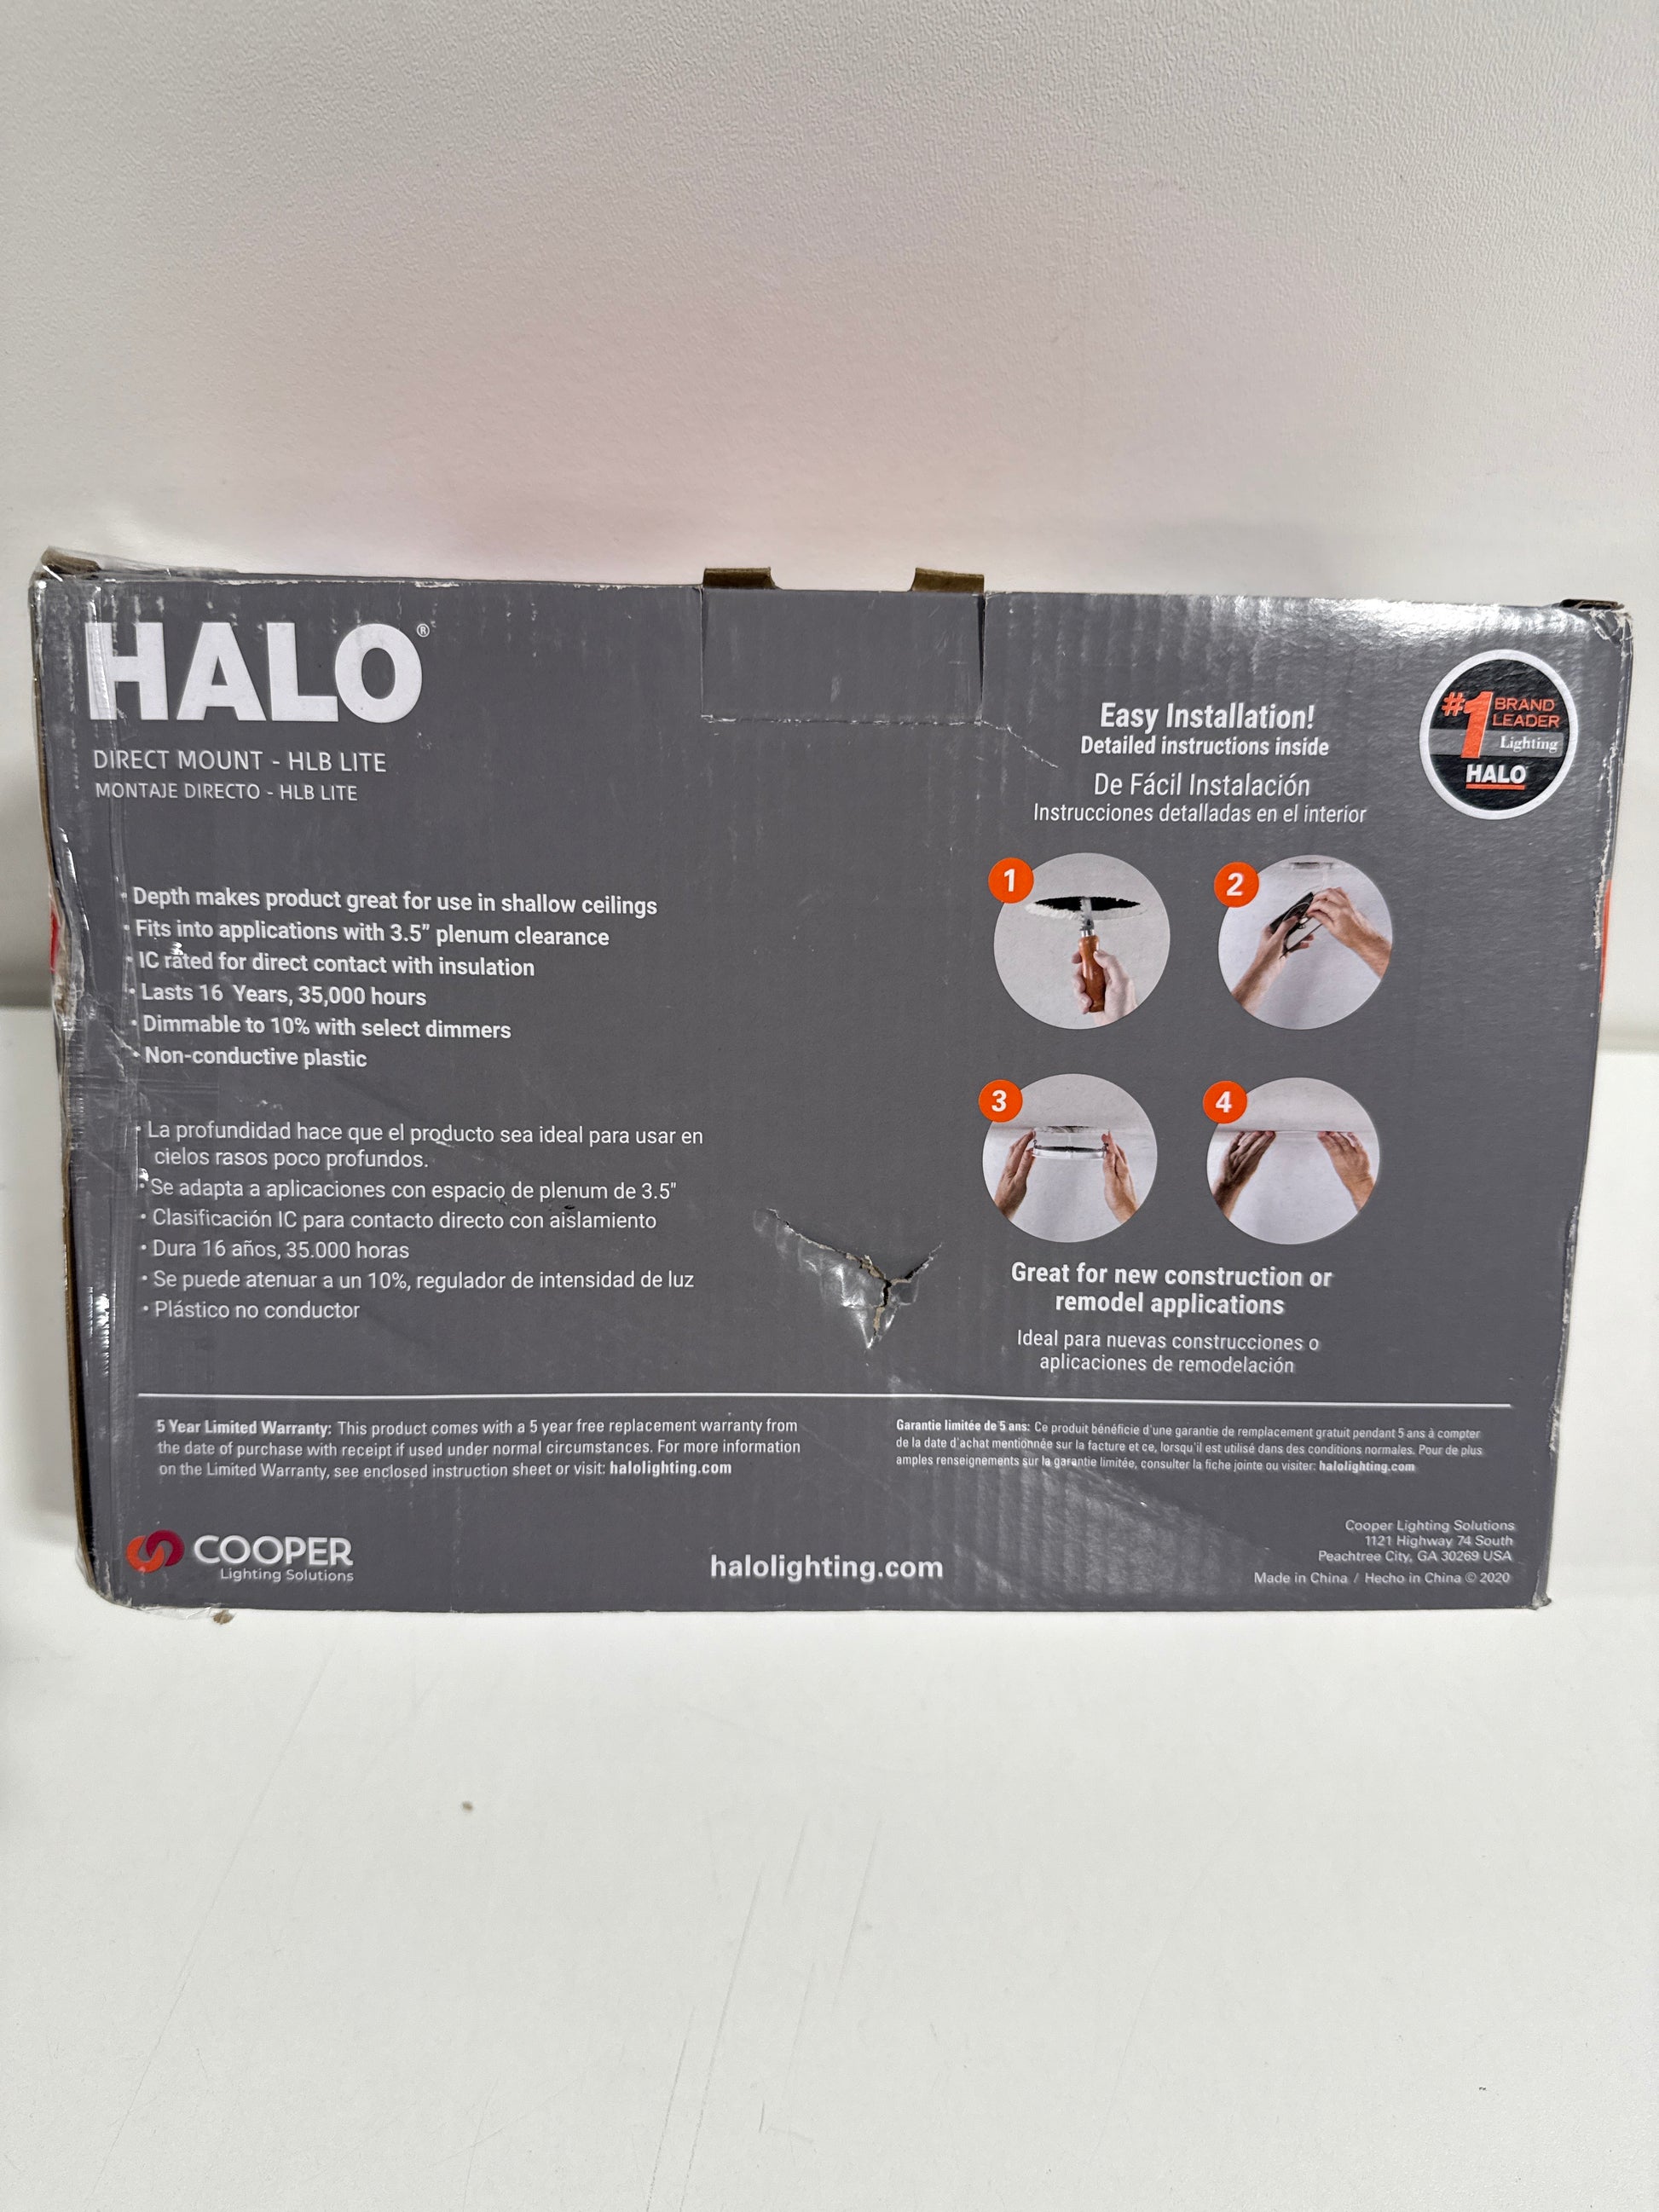 HALO®
DIRECT MOUNT - HLB LITE
MONTAJE DIRECTO - HLB LITE
• Depth makes product great for use in shallow ceilings
• Fits into applications with 3.5" plenum clearance
• IC rated for direct contact with insulation
• Lasts 16 Years, 35,000 hours
• Dimmable to 10% with select dimmers
• Non-conductive plastic
• La profundidad hace que el producto sea ideal para usar en
cielos rasos poco profundos.
• Se adapta a aplicaciones con espacio de plenum de 3.5"
• Clasificación IC para contacto directo con aislamiento
• Dura 16 años, 35.000 horas
• Se puede atenuar a un 10%, regulador de intensidad de luz
• Plástico no conductor
Easy Installation!
Detailed instructions inside
De Fácil Instalación
Instrucciones detalladas en el interior
#1 BRAND
LEADER
Lighting
HALO
1
2
3
4
Great for new construction or
remodel applications
Ideal para nuevas construcciones o
aplicaciones de remodelación
5 Year Limited Warranty: This product comes with a 5 year free replacement warranty from
the date of purchase with receipt if used under normal circumstances. For more information
on the Limited Warranty, see enclosed instruction sheet or visit: halolighting.com
Garantie limitée de 5 ans: Ce produit bénéficie d'une garantie de remplacement gratuit pendant 5 ans à compter
de la date d'achat mentionnée sur la facture et ce, lorsqu'il est utilisé dans des conditions normales. Pour de plus
amples renseignements sur la garantie limitée, consulter la fiche jointe ou visiter: halolighting.com
COOPER
Lighting Solutions
halolighting.com
Cooper Lighting Solutions
1121 Highway 74 South
Peachtree City, GA 30269 USA
Made in China / Hecho in China © 2020